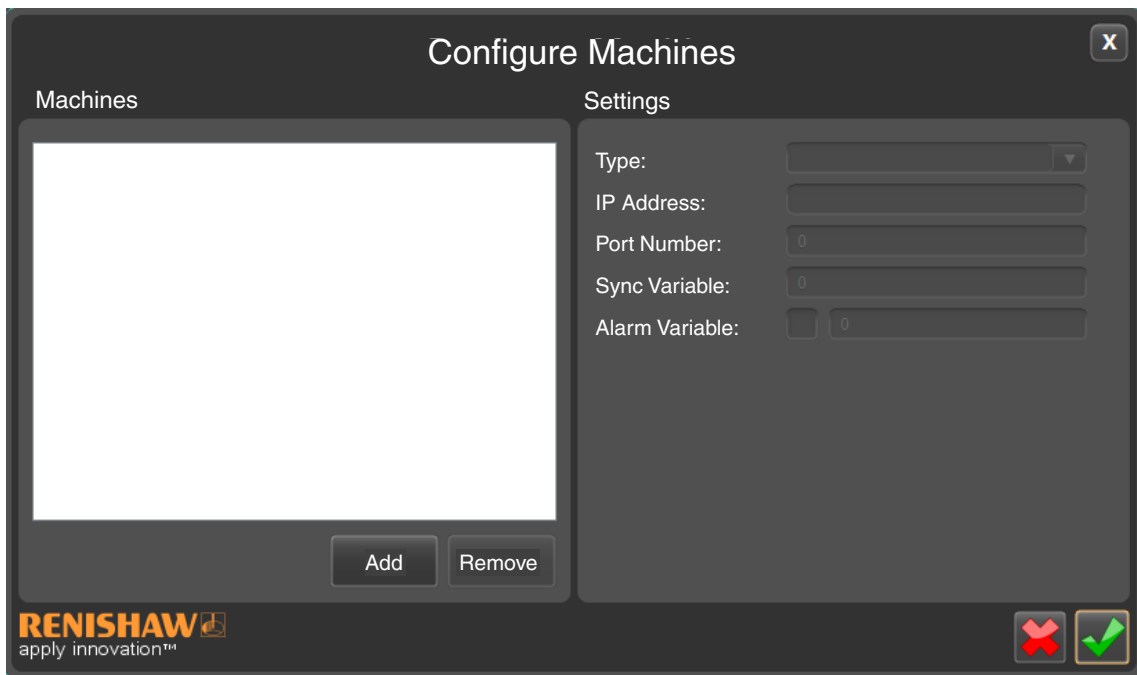 Configure Machines
X
Machines
Settings
Type:
IP Address:
Port Number:
0
Sync Variable:
0
Alarm Variable:
0
Add
Remove
RENISHAW
apply innovation™